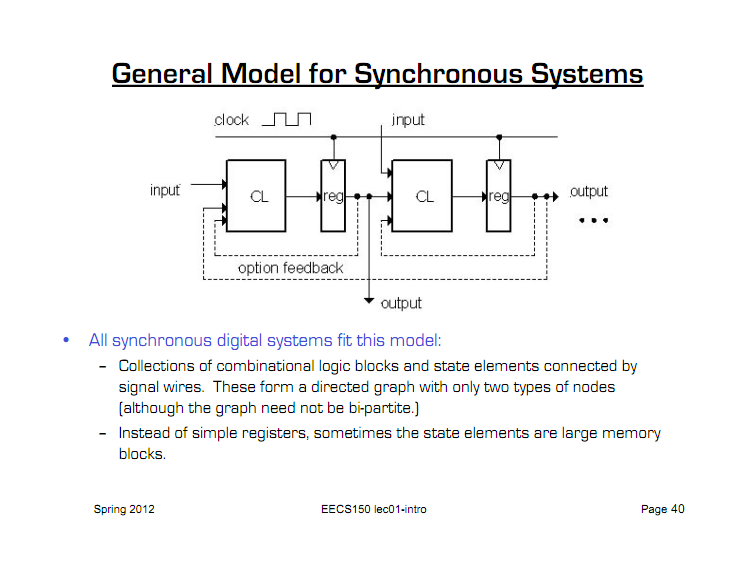 General Model for Synchronous Systems
clock
input
input
CL
reg
CL
reg
output
• • •
option feedback
output
• All synchronous digital systems fit this model:
– Collections of combinational logic blocks and state elements connected by
signal wires. These form a directed graph with only two types of nodes
(although the graph need not be bi-partite.)
– Instead of simple registers, sometimes the state elements are large memory
blocks.
Spring 2012
EECS150 lec01-intro
Page 40